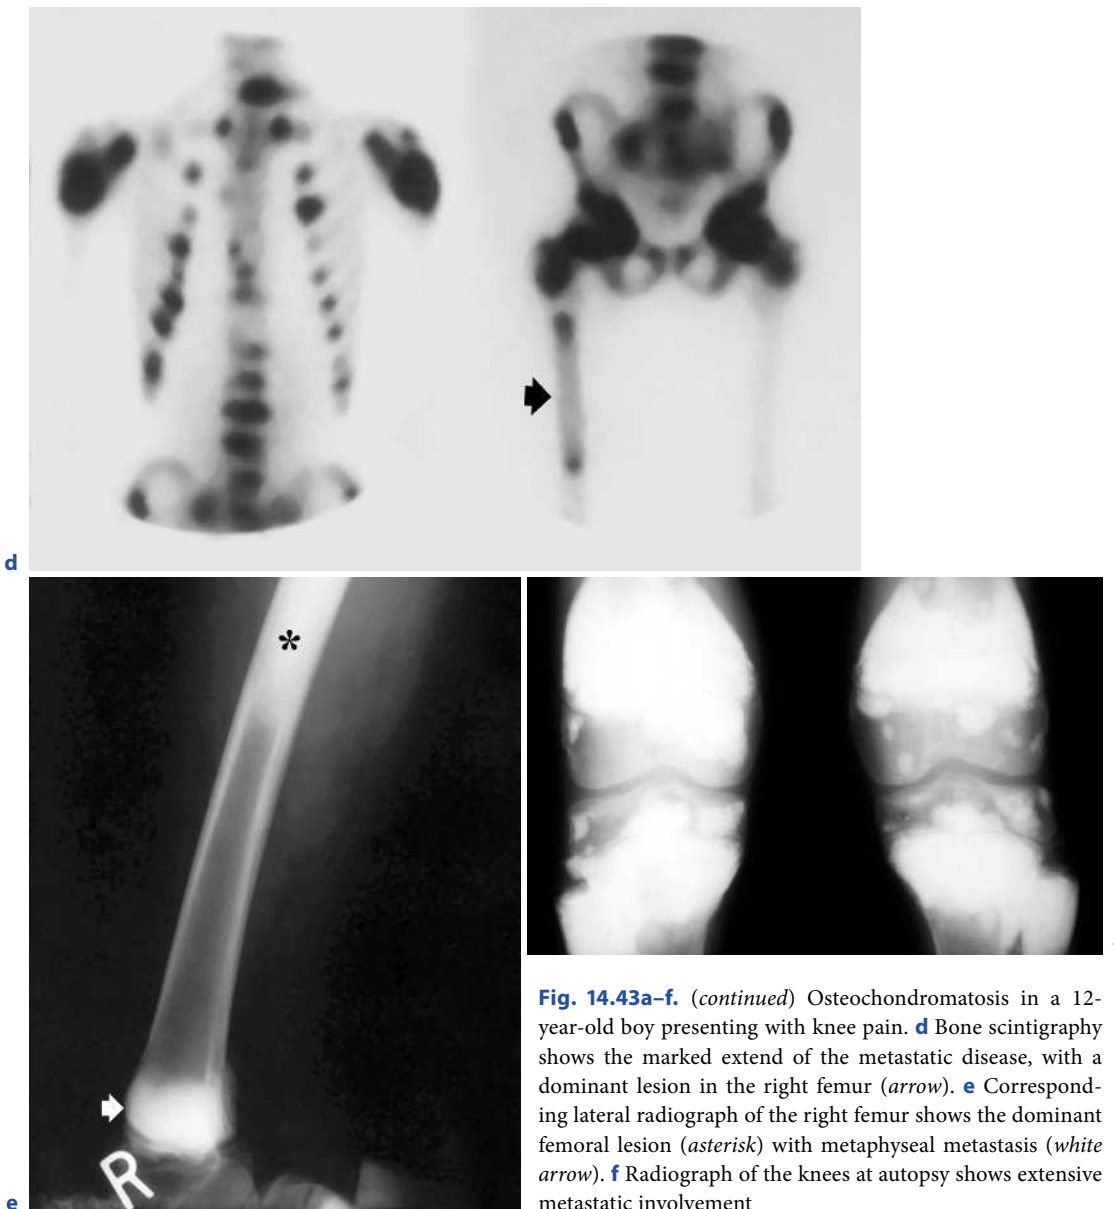 d
*
R
e
Fig. 14.43a–f. (continued) Osteochondromatosis in a 12-
year-old boy presenting with knee pain. d Bone scintigraphy
shows the marked extend of the metastatic disease, with a
dominant lesion in the right femur (arrow). e Correspond-
ing lateral radiograph of the right femur shows the dominant
femoral lesion (asterisk) with metaphyseal metastasis (white
arrow). f Radiograph of the knees at autopsy shows extensive
metastatic involvement